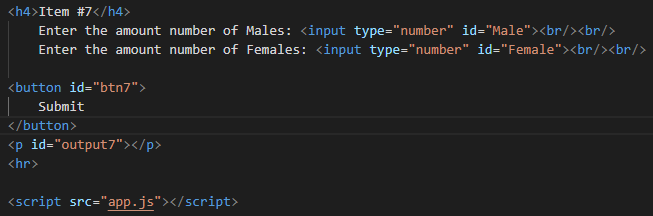 <h4>Item #7</h4>
Enter the amount number of Males: <input type="number" id="Male"><br/><br/>
Enter the amount number of Females: <input type="number" id="Female"><br/><br/>
<button id="btn7">
Submit
</button>
<p id="output7"></p>
<hr>
<script src="app.js"></script>